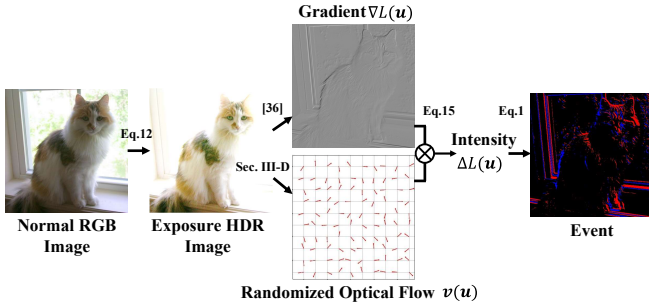 Gradient ∇L(u)
[36]
Eq.12
Eq.15
Eq.1
Intensity
ΔL(u)
Sec. III-D
Normal RGB
Image
Exposure HDR
Image
Event
Randomized Optical Flow v(u)